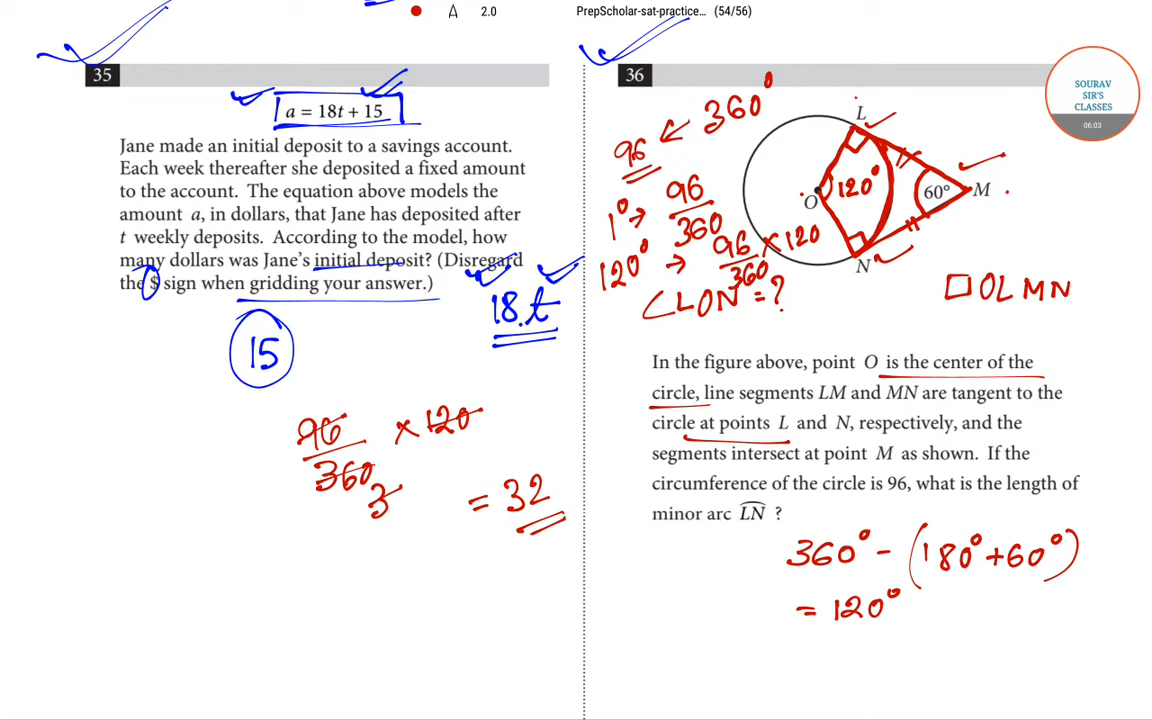 2.0
PrepScholar-sat-practice... (54/56)
35
a = 18t + 15
Jane made an initial deposit to a savings account.
Each week thereafter she deposited a fixed amount
to the account. The equation above models the
amount a, in dollars, that Jane has deposited after
t weekly deposits. According to the model, how
many dollars was Jane's initial deposit? (Disregard
the $ sign when gridding your answer.)
18.t
15
96/360 × 120
3
= 32
36
SOURAV
SIR'S
CLASSES
06:03
96 ← 360°
1° → 96/360
120° → 96/360 × 120
∠LON = ?
L
O
120°
60°
M
N
□OLMN
In the figure above, point O is the center of the
circle, line segments LM and MN are tangent to the
circle at points L and N, respectively, and the
segments intersect at point M as shown. If the
circumference of the circle is 96, what is the length of
minor arc LN ?
360° - (180° + 60°)
= 120°